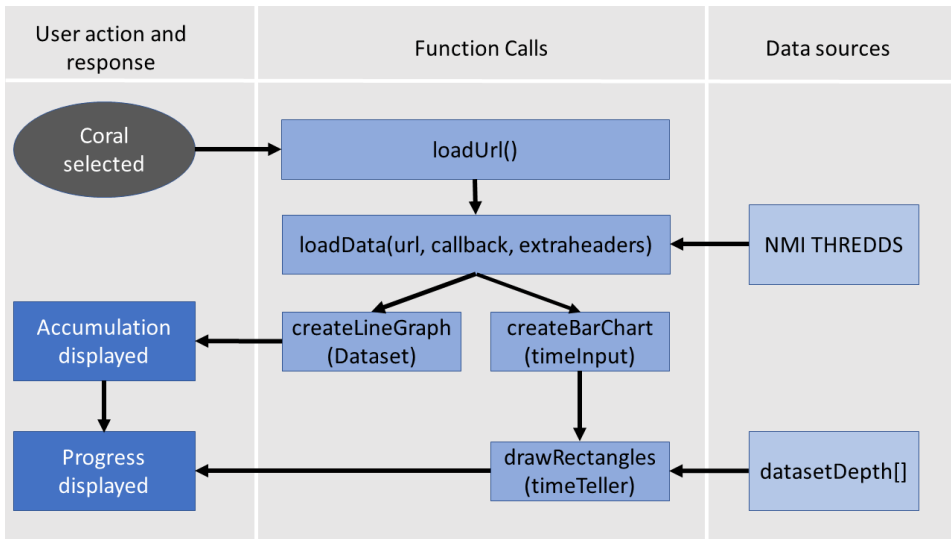 User action and
response
Function Calls
Data sources
Coral
selected
loadUrl()
loadData(url, callback, extraheaders)
NMI THREDDS
Accumulation
displayed
createLineGraph
(Dataset)
createBarChart
(timeInput)
Progress
displayed
drawRectangles
(timeTeller)
datasetDepth[]